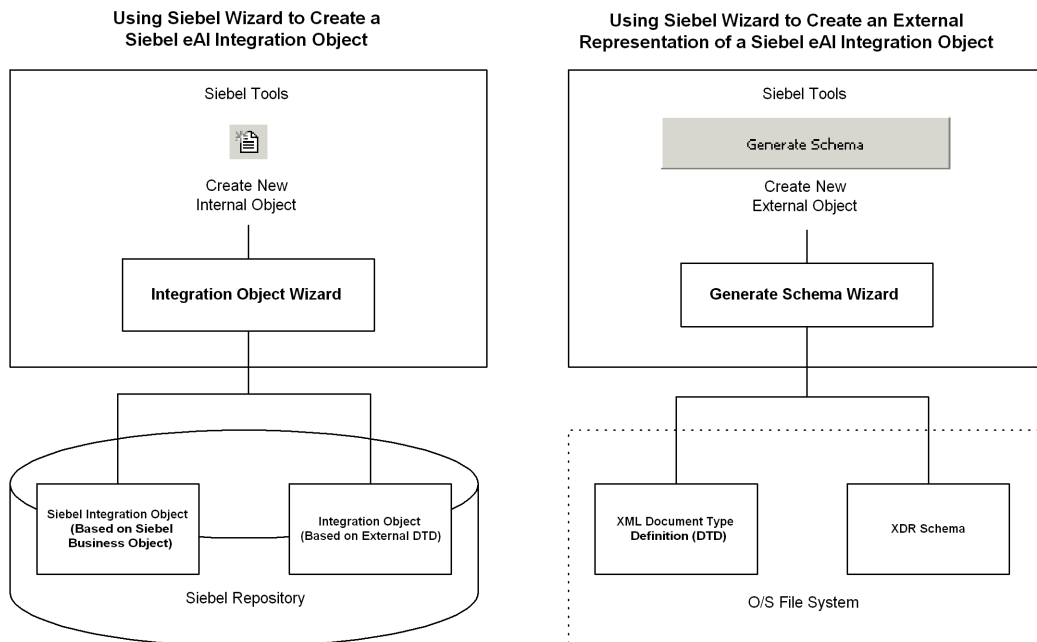 Using Siebel Wizard to Create a
Siebel eAI Integration Object
Siebel Tools
Create New
Internal Object
Integration Object Wizard
Siebel Integration Object
(Based on Siebel
Business Object)
Integration Object
(Based on External DTD)
Siebel Repository
Using Siebel Wizard to Create an External
Representation of a Siebel eAI Integration Object
Siebel Tools
Generate Schema
Create New
External Object
Generate Schema Wizard
XML Document Type
Definition (DTD)
XDR Schema
O/S File System